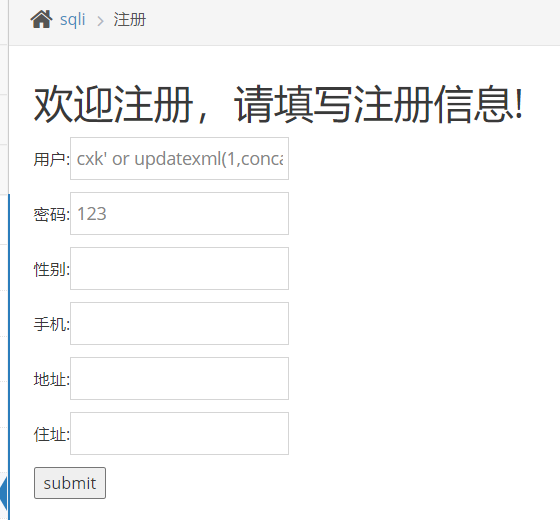 sqli > 注册
欢迎注册，请填写注册信息!
用户: cxk' or updatexml(1,conca
密码: 123
性别:
手机:
地址:
住址:
submit